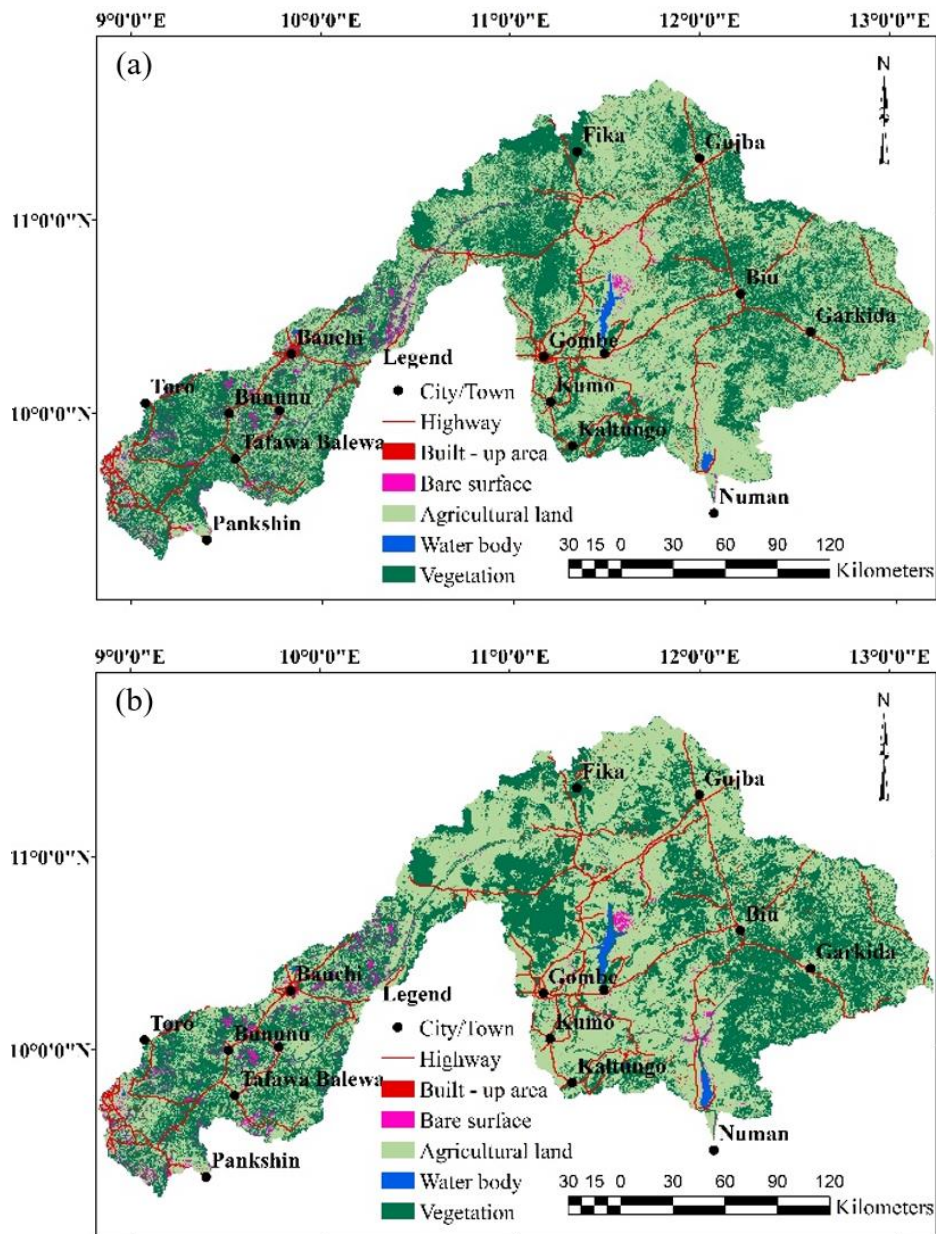 9°0'0"E 10°0'0"E 11°0'0"E 12°0'0"E 13°0'0"E
(a)
N
Fika
Gujba
11°0'0"N
Biu
Garkida
Bauchi
Gombe
Legend
Toro
City/Town
Kumo
Bununu
10°0'0"N
Highway
Kaltungo
Tafawa Balewa
Built - up area
Bare surface
Numan
Agricultural land
Pankshin
Water body
30 15 0 30 60 90 120
Kilometers
Vegetation
9°0'0"E 10°0'0"E 11°0'0"E 12°0'0"E 13°0'0"E
(b)
N
Fika
Gujba
11°0'0"N
Biu
Garkida
Bauchi
Gombe
Legend
Toro
City/Town
Kumo
Bununu
10°0'0"N
Highway
Kaltungo
Tafawa Balewa
Built - up area
Bare surface
Numan
Agricultural land
Pankshin
Water body
30 15 0 30 60 90 120
Kilometers
Vegetation